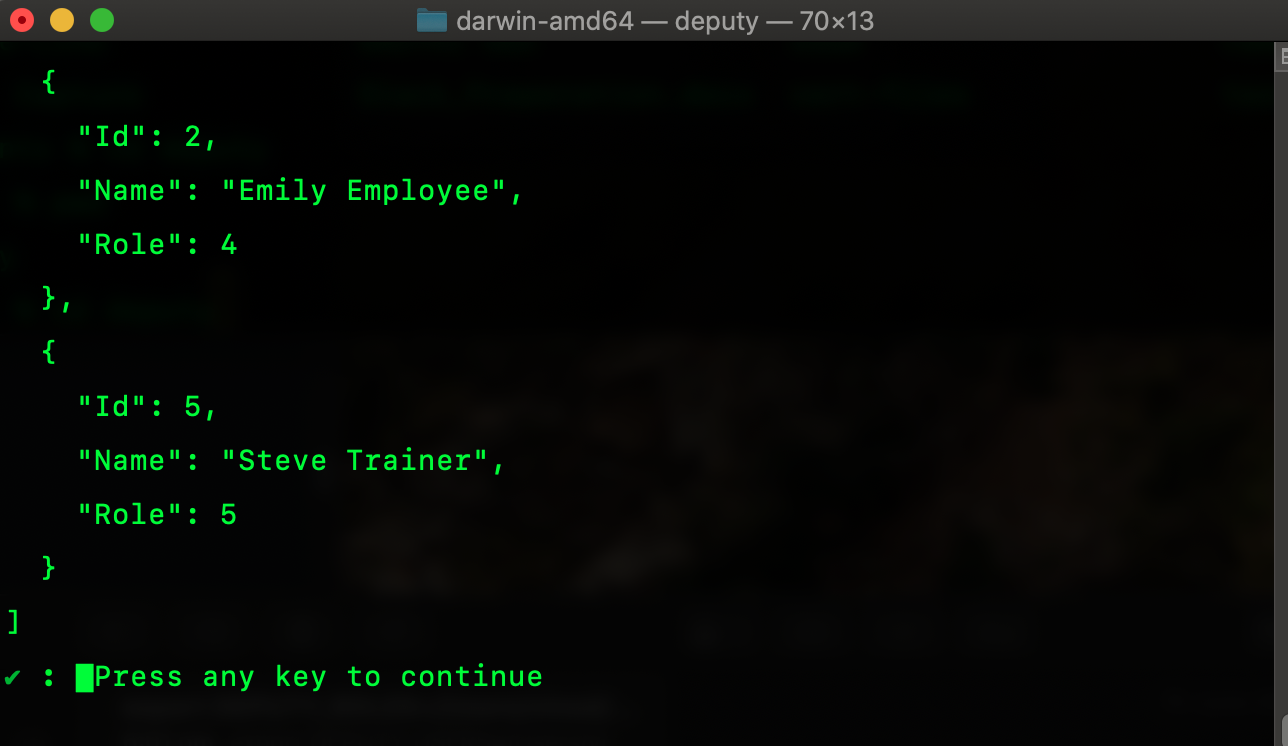 darwin-amd64 — deputy — 70×13
{
"Id": 2,
"Name": "Emily Employee",
"Role": 4
},
{
"Id": 5,
"Name": "Steve Trainer",
"Role": 5
}
]
✔ : Press any key to continue